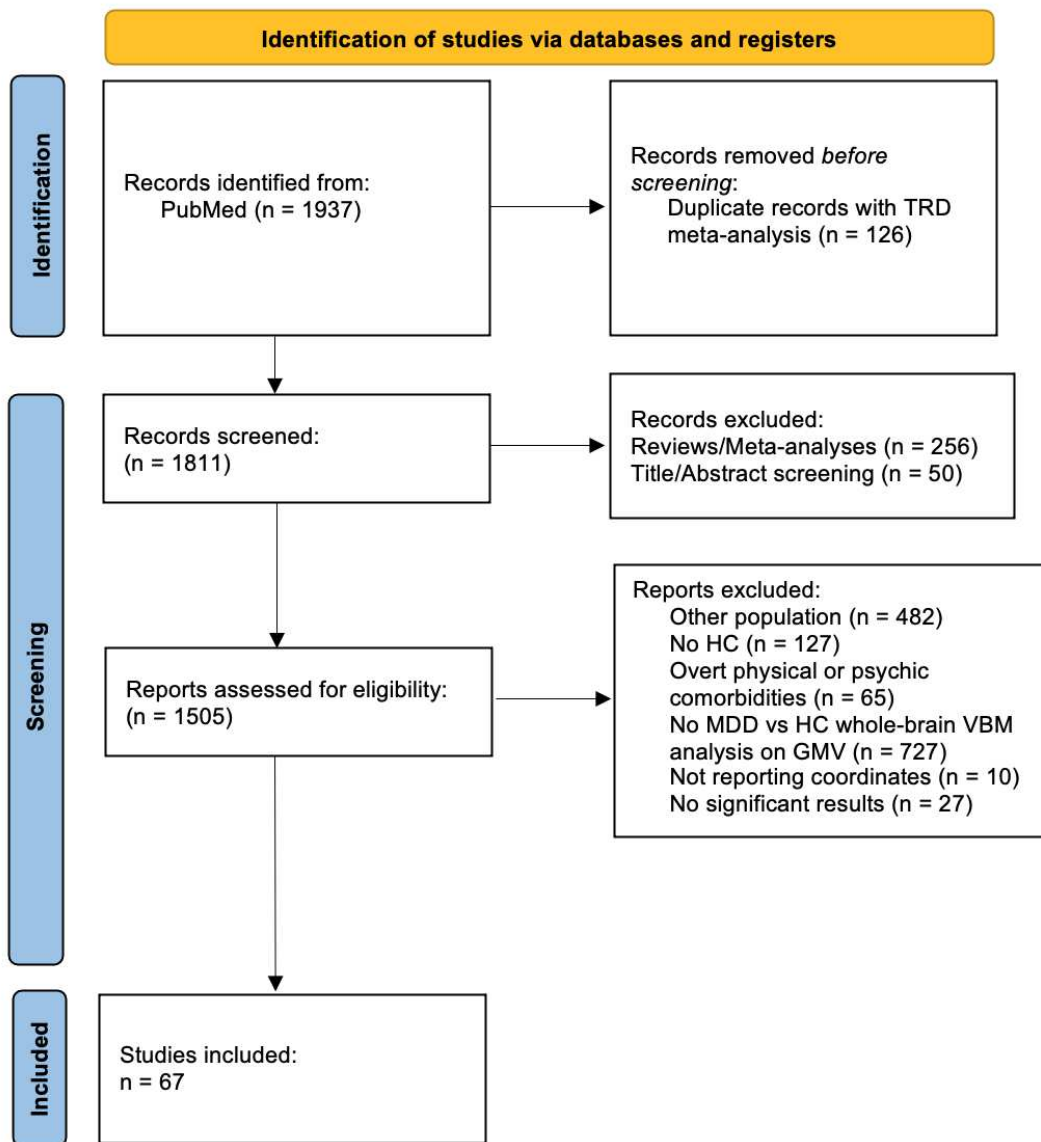 Identification of studies via databases and registers
Identification
Records identified from:
PubMed (n = 1937)
Records removed before
screening:
Duplicate records with TRD
meta-analysis (n = 126)
Screening
Records screened:
(n = 1811)
Records excluded:
Reviews/Meta-analyses (n = 256)
Title/Abstract screening (n = 50)
Reports assessed for eligibility:
(n = 1505)
Reports excluded:
Other population (n = 482)
No HC (n = 127)
Overt physical or psychic
comorbidities (n = 65)
No MDD vs HC whole-brain VBM
analysis on GMV (n = 727)
Not reporting coordinates (n = 10)
No significant results (n = 27)
Included
Studies included:
n = 67